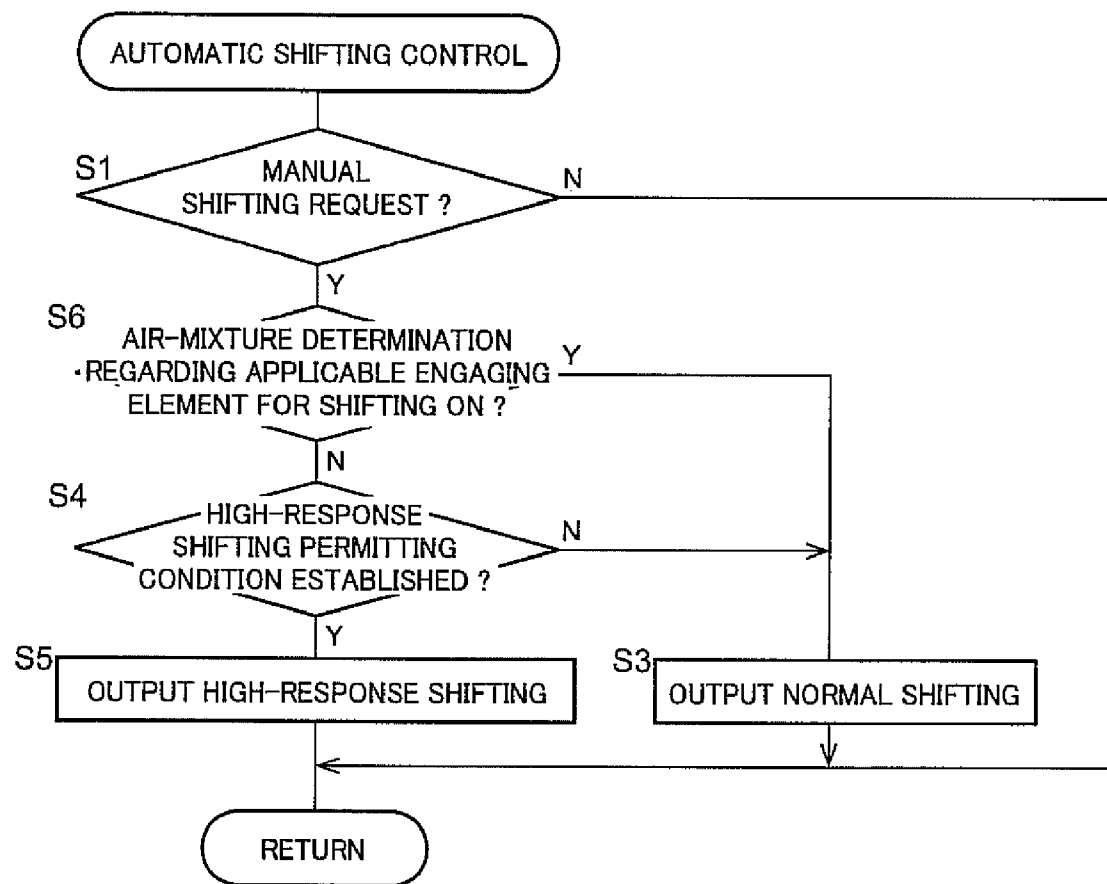 AUTOMATIC SHIFTING CONTROL
S1
MANUAL
SHIFTING REQUEST ?
N
Y
S6
AIR-MIXTURE DETERMINATION
REGARDING APPLICABLE ENGAGING
ELEMENT FOR SHIFTING ON ?
Y
N
S4
HIGH-RESPONSE
SHIFTING PERMITTING
CONDITION ESTABLISHED ?
N
Y
S5
OUTPUT HIGH-RESPONSE SHIFTING
S3
OUTPUT NORMAL SHIFTING
RETURN